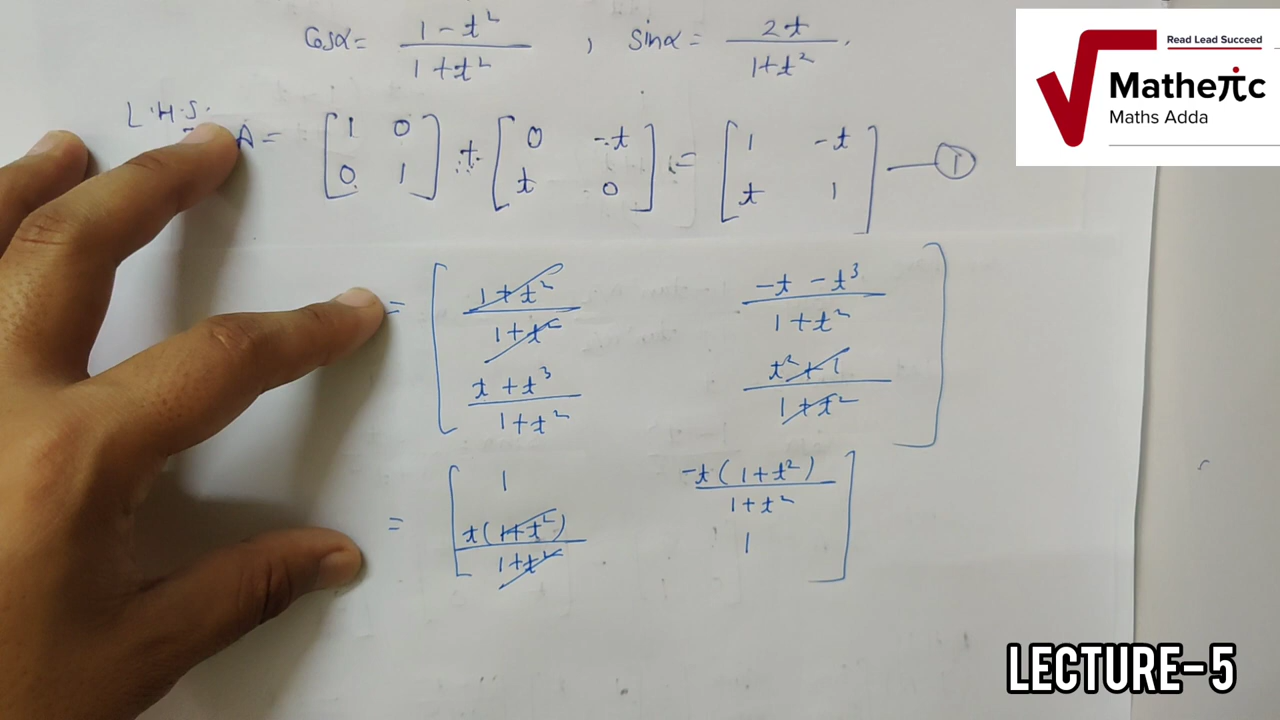 Cosα = (1 - t²)/(1 + t²) , sinα = 2t/(1+t²).
Read Lead Succeed
Matheπc
Maths Adda
L.H.S.
A = [1 0; 0 1] + [0 -t; t 0] = [1 -t; t 1] — ①
= [(1+t²)/(1+t²) (-t - t³)/(1+t²); (t + t³)/(1+t²) (t²+1)/(1+t²)]
= [1 -t(1+t²)/(1+t²); t(1+t²)/(1+t²) 1]
LECTURE-5